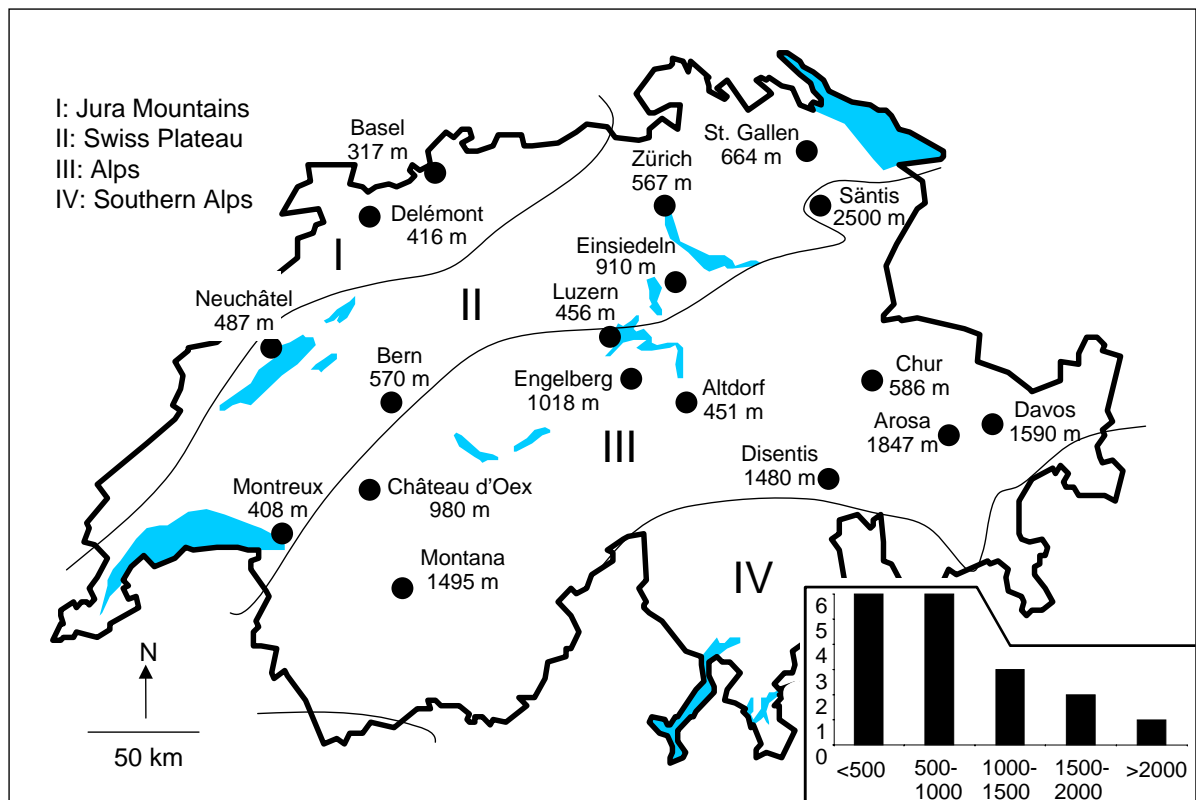 I: Jura Mountains
II: Swiss Plateau
III: Alps
IV: Southern Alps
Basel
317 m
Delémont
416 m
I
Neuchâtel
487 m
II
Zürich
567 m
St. Gallen
664 m
Säntis
2500 m
Einsiedeln
910 m
Luzern
456 m
Bern
570 m
Engelberg
1018 m
Altdorf
451 m
Chur
586 m
Arosa
1847 m
Davos
1590 m
III
Disentis
1480 m
Montreux
408 m
Château d'Oex
980 m
Montana
1495 m
IV
N
50 km
6
5
4
3
2
1
0
<500
500-
1000
1000-
1500
1500-
2000
>2000